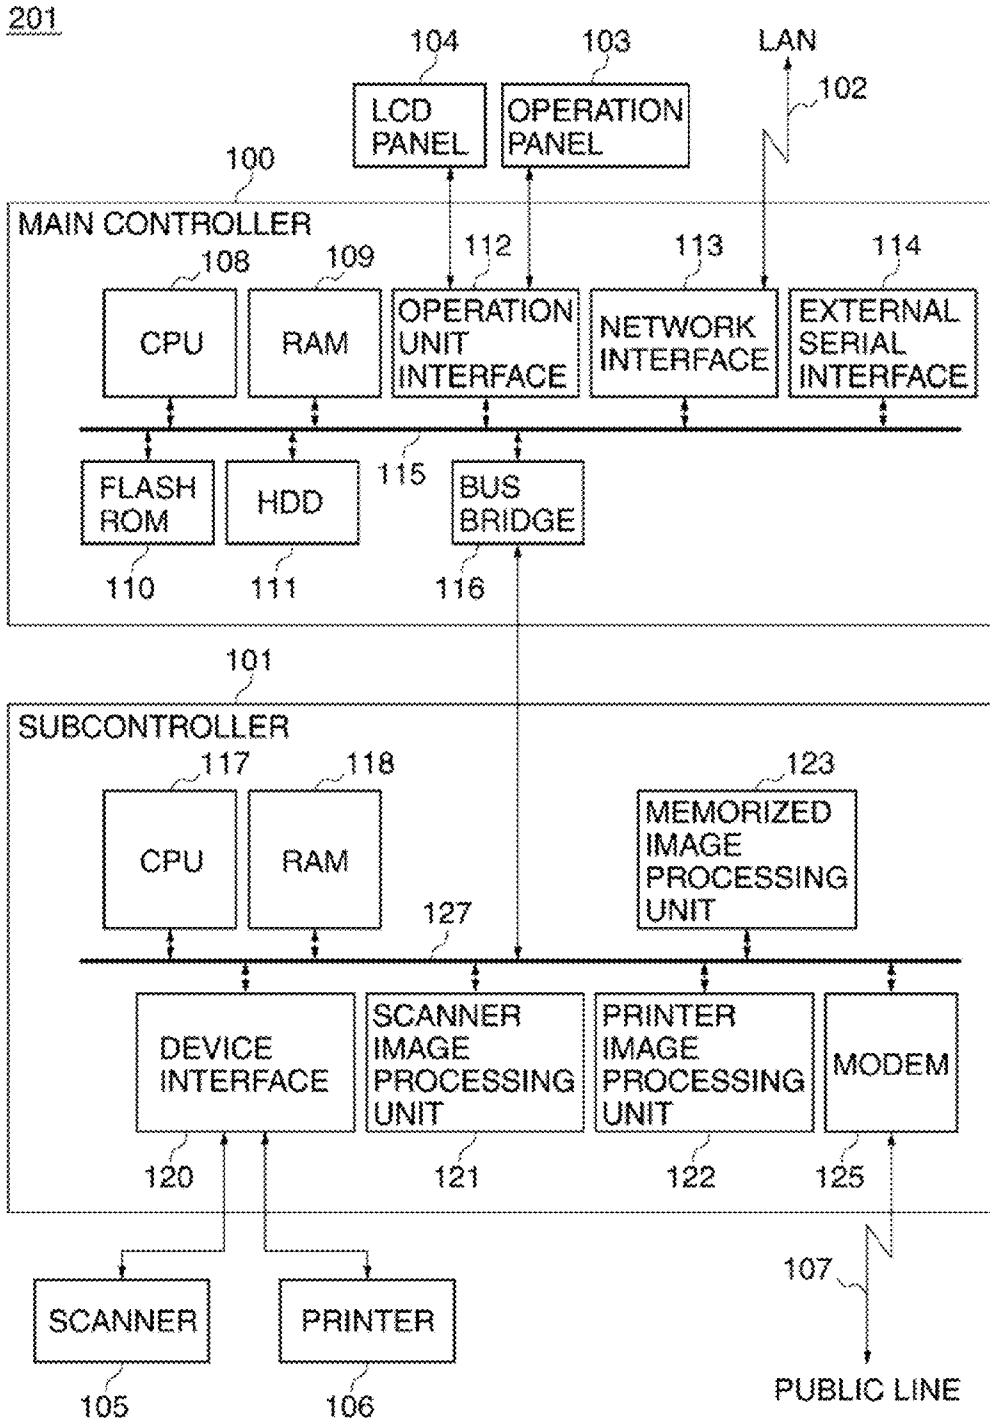 201
104
103
LAN
102
LCD
PANEL
OPERATION
PANEL
100
MAIN CONTROLLER
108
109
112
113
114
CPU
RAM
OPERATION
UNIT
INTERFACE
NETWORK
INTERFACE
EXTERNAL
SERIAL
INTERFACE
115
FLASH
ROM
HDD
BUS
BRIDGE
110
111
116
101
SUBCONTROLLER
117
118
123
CPU
RAM
MEMORIZED
IMAGE
PROCESSING
UNIT
127
DEVICE
INTERFACE
SCANNER
IMAGE
PROCESSING
UNIT
PRINTER
IMAGE
PROCESSING
UNIT
MODEM
120
121
122
125
107
SCANNER
PRINTER
105
106
PUBLIC LINE